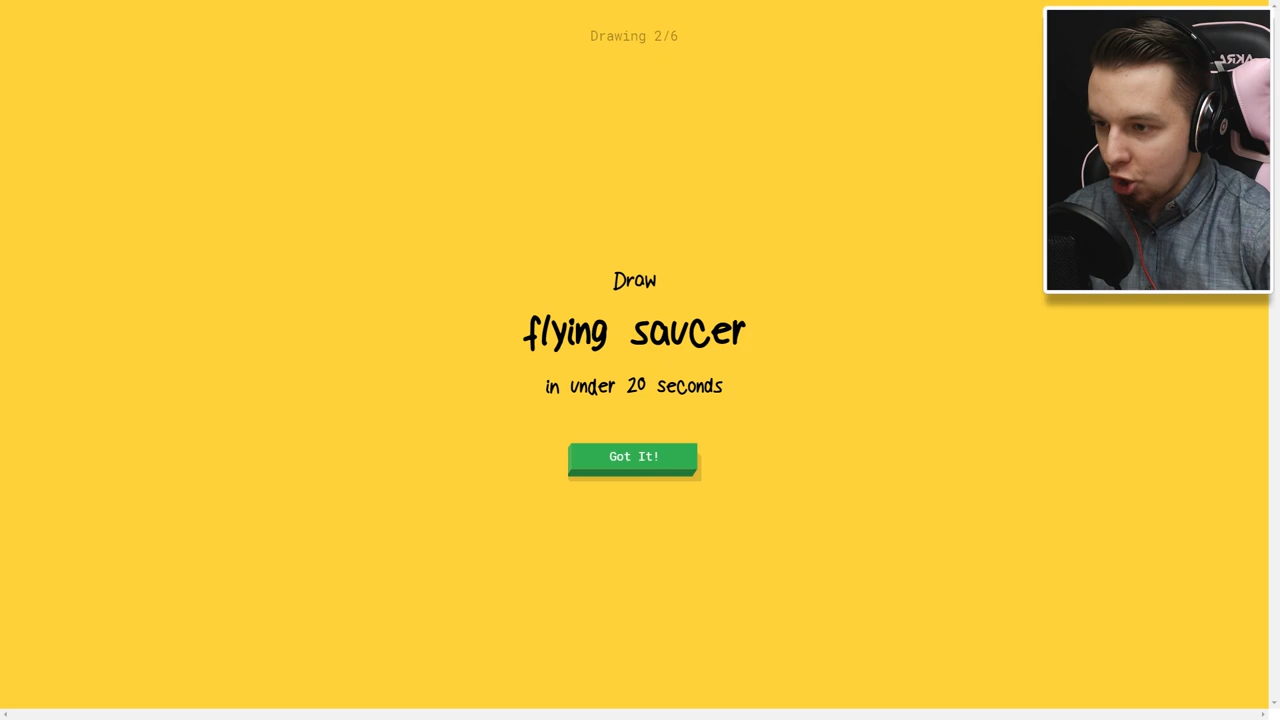 Drawing 2/6
Draw
flying saucer
in under 20 seconds
Got It!